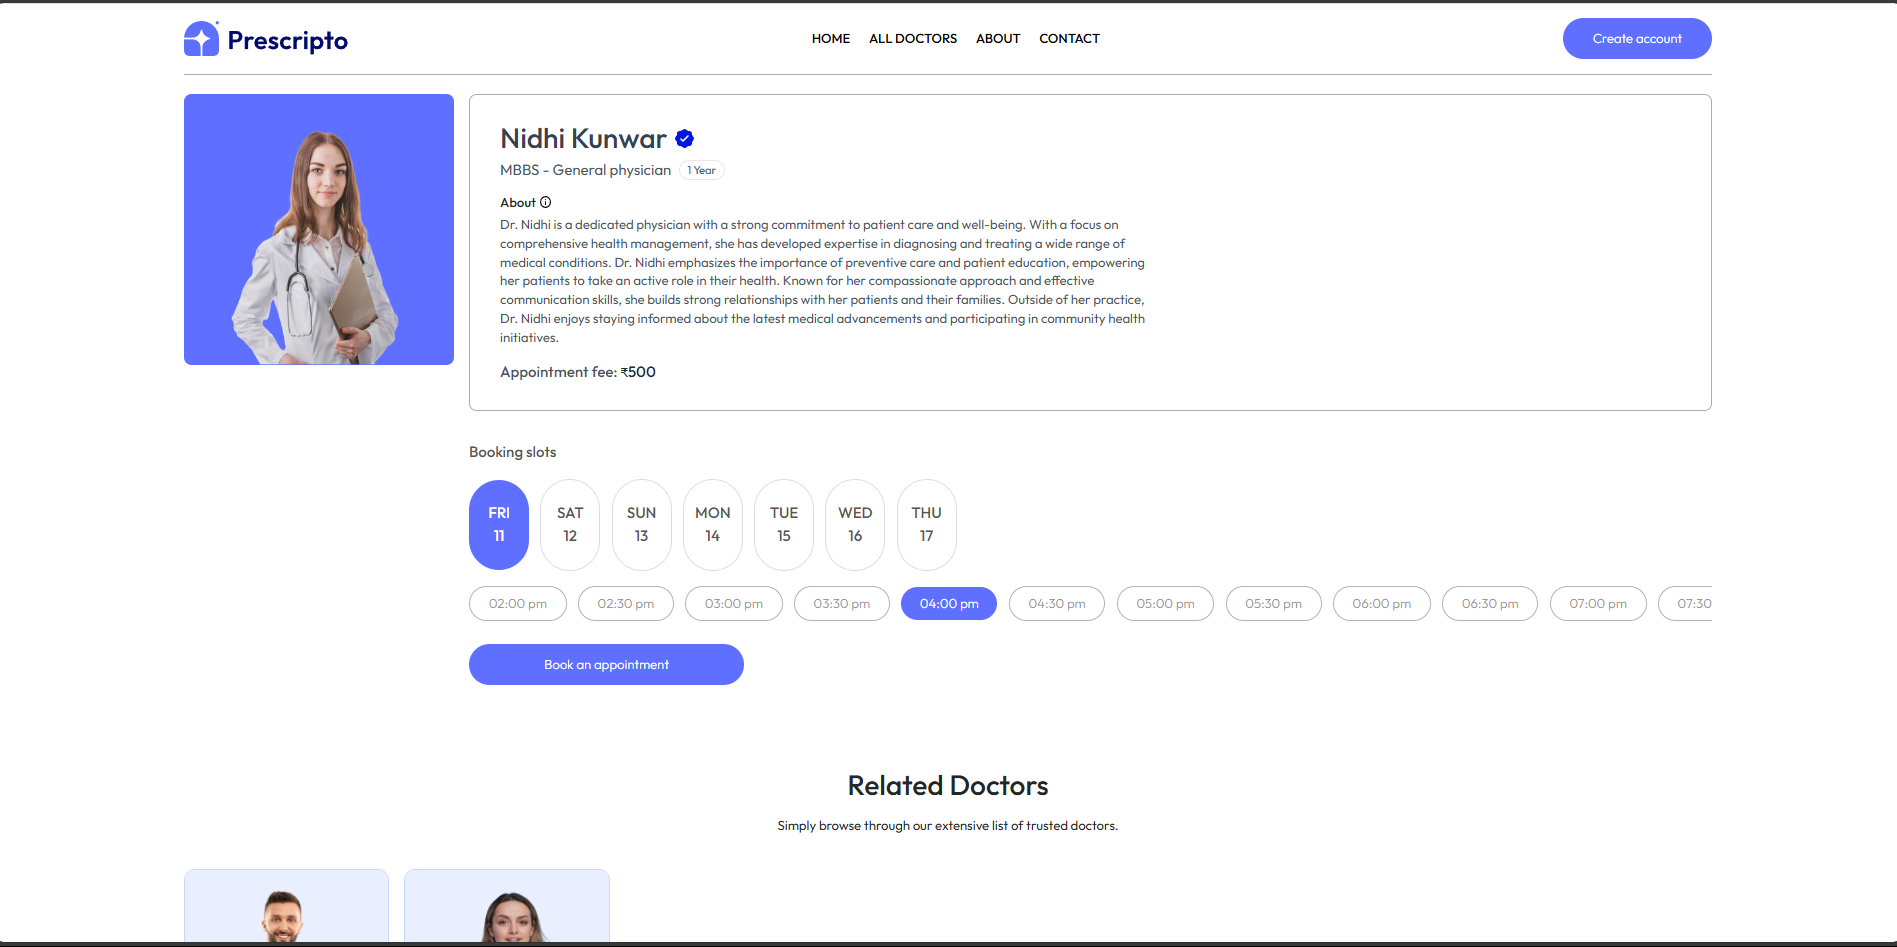 Prescripto
HOME ALL DOCTORS ABOUT CONTACT
Create account
Nidhi Kunwar
MBBS - General physician 1 Year
About
Dr. Nidhi is a dedicated physician with a strong commitment to patient care and well-being. With a focus on
comprehensive health management, she has developed expertise in diagnosing and treating a wide range of
medical conditions. Dr. Nidhi emphasizes the importance of preventive care and patient education, empowering
her patients to take an active role in their health. Known for her compassionate approach and effective
communication skills, she builds strong relationships with her patients and their families. Outside of her practice,
Dr. Nidhi enjoys staying informed about the latest medical advancements and participating in community health
initiatives.
Appointment fee: ₹500
Booking slots
FRI SAT SUN MON TUE WED THU
11 12 13 14 15 16 17
02:00 pm 02:30 pm 03:00 pm 03:30 pm 04:00 pm 04:30 pm 05:00 pm 05:30 pm 06:00 pm 06:30 pm 07:00 pm 07:30
Book an appointment
Related Doctors
Simply browse through our extensive list of trusted doctors.